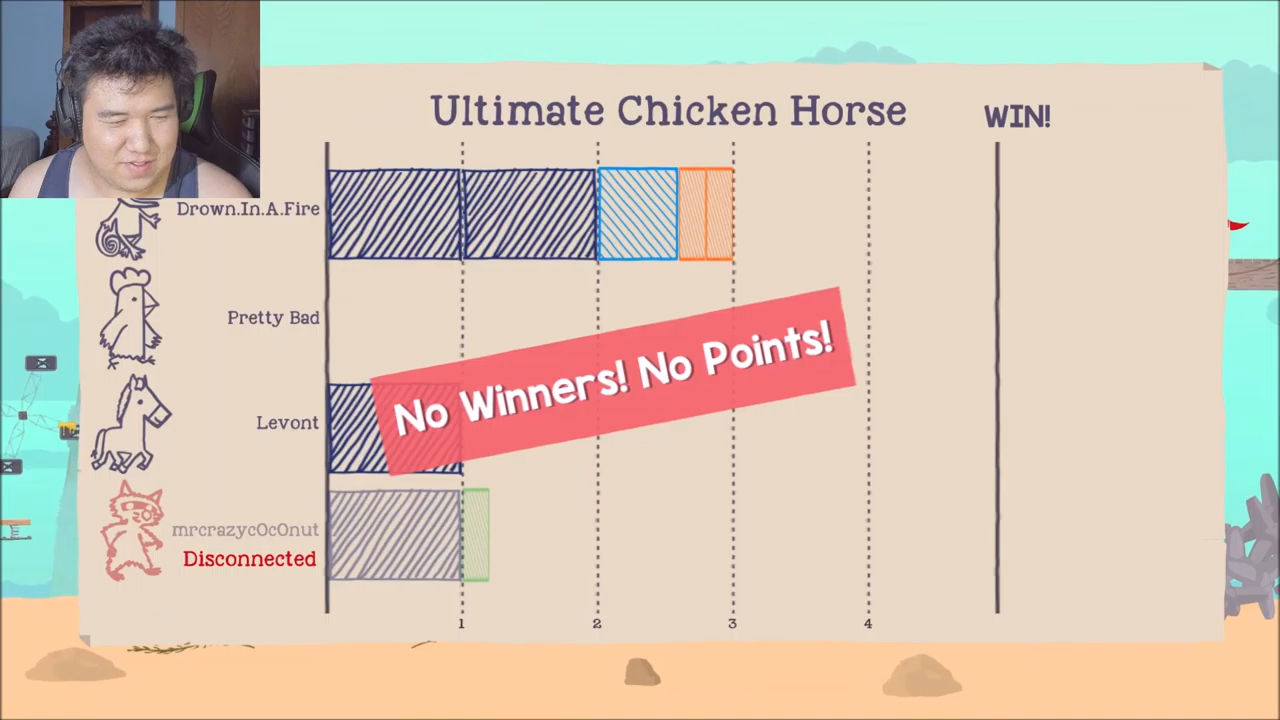 Ultimate Chicken Horse
WIN!
Drown.In.A.Fire
Pretty Bad
No Winners! No Points!
Levont
mrcrazycOcOnut
Disconnected
1 2 3 4